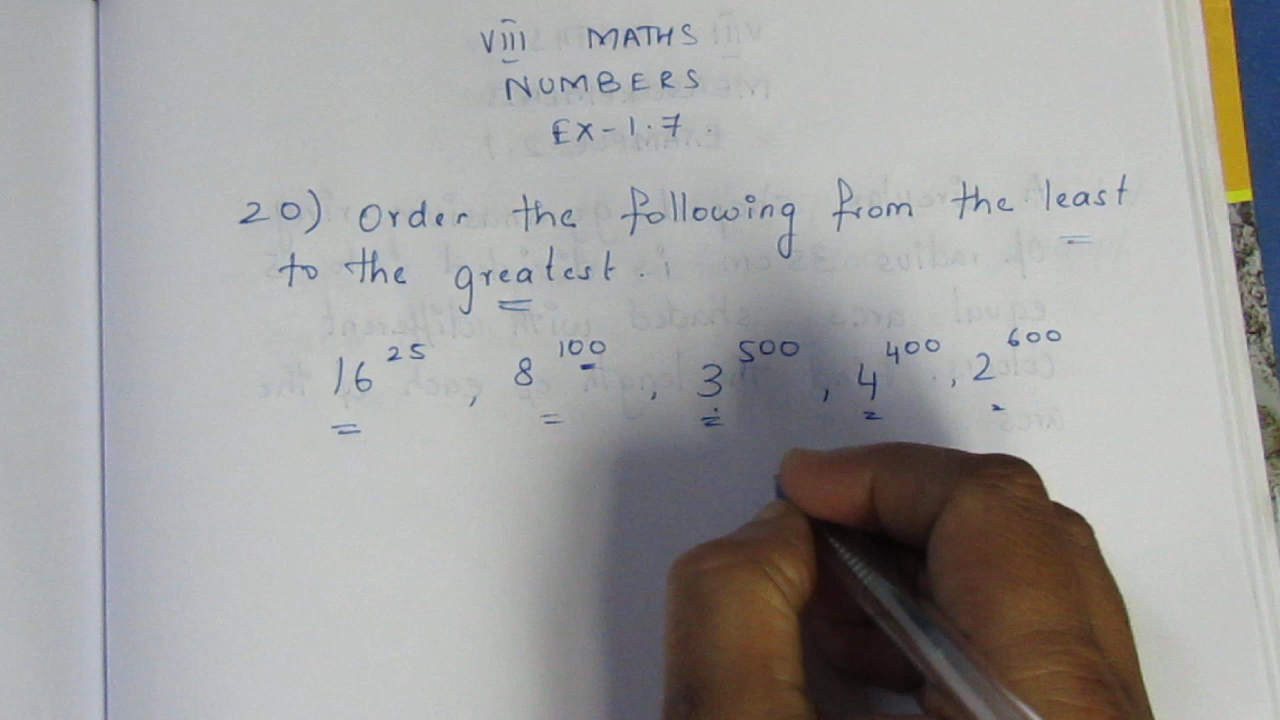 VIII MATHS
NUMBERS
EX-1.7.
20) Order the following from the least
to the greatest.
16^25, 8^100, 3^500, 4^400, 2^600